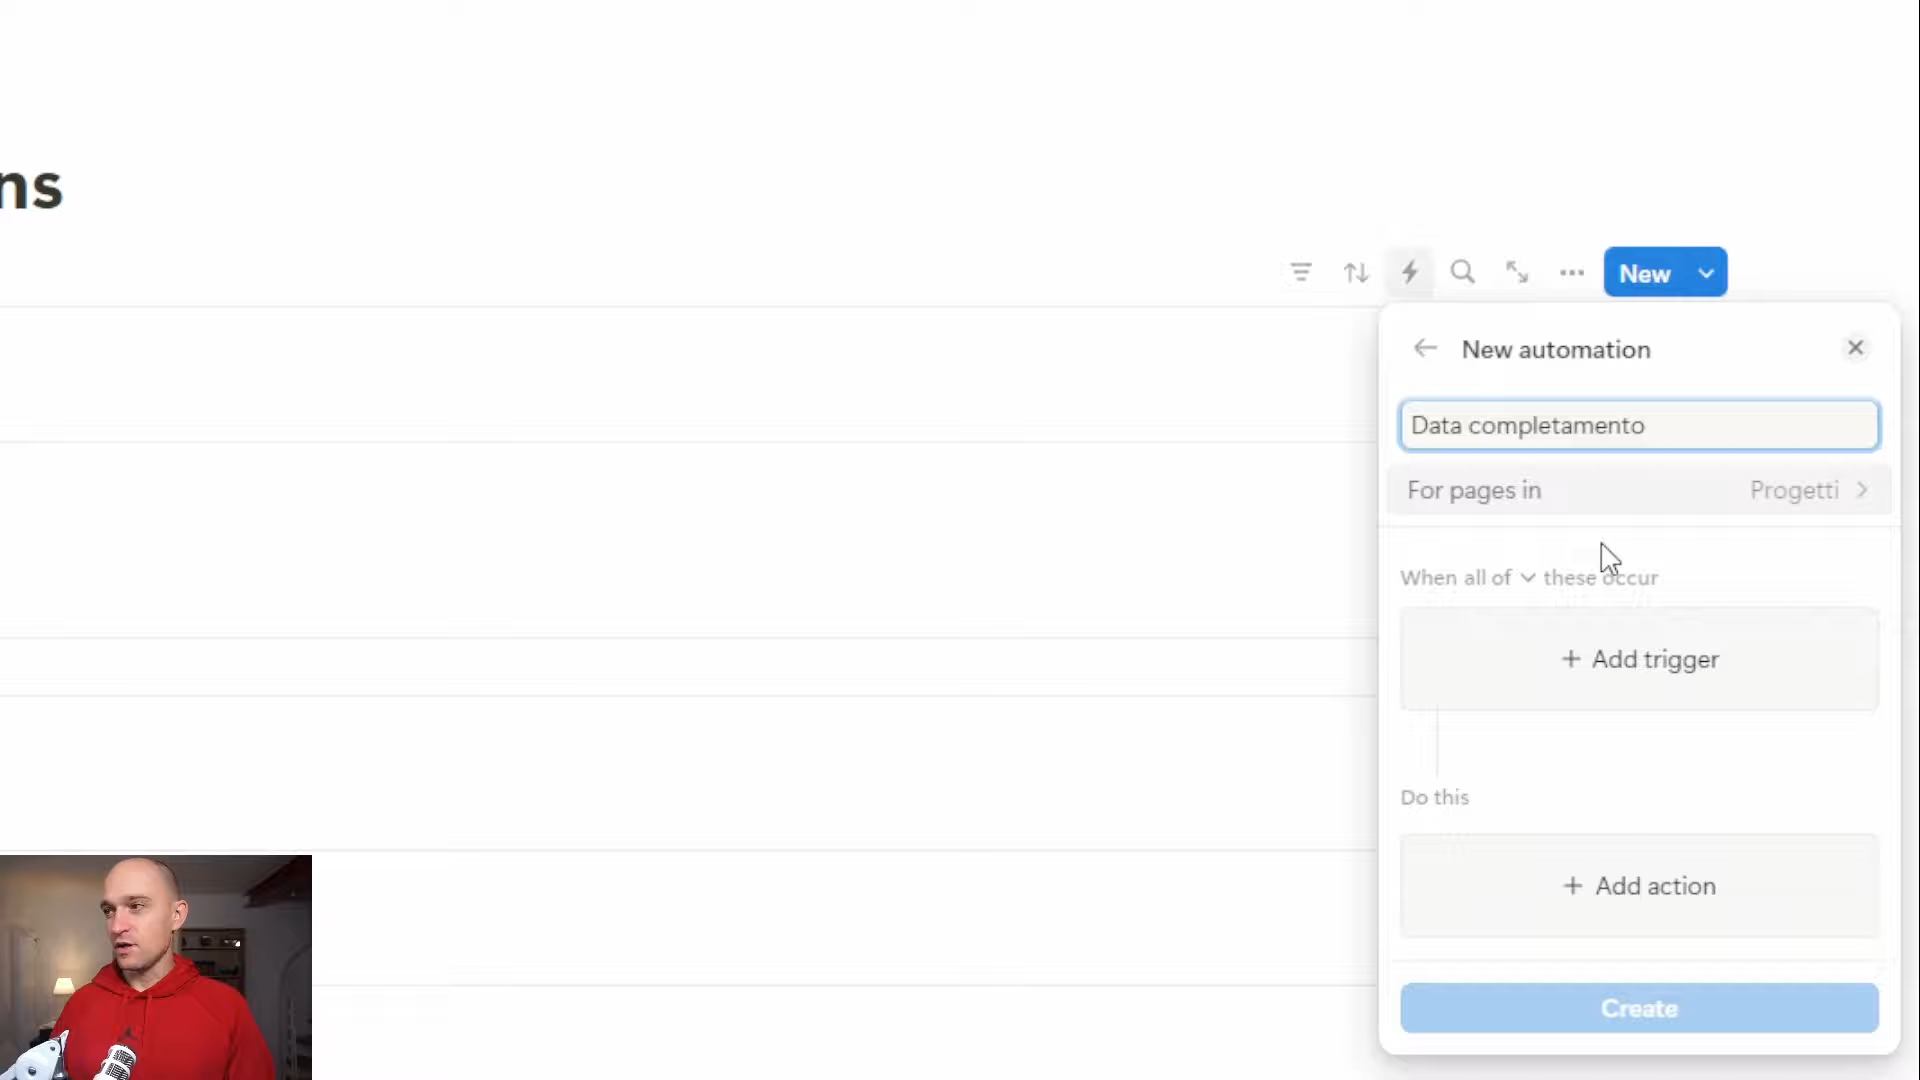 ns
New
New automation
Data completamento
For pages in Progetti
When all of these occur
+ Add trigger
Do this
+ Add action
Create